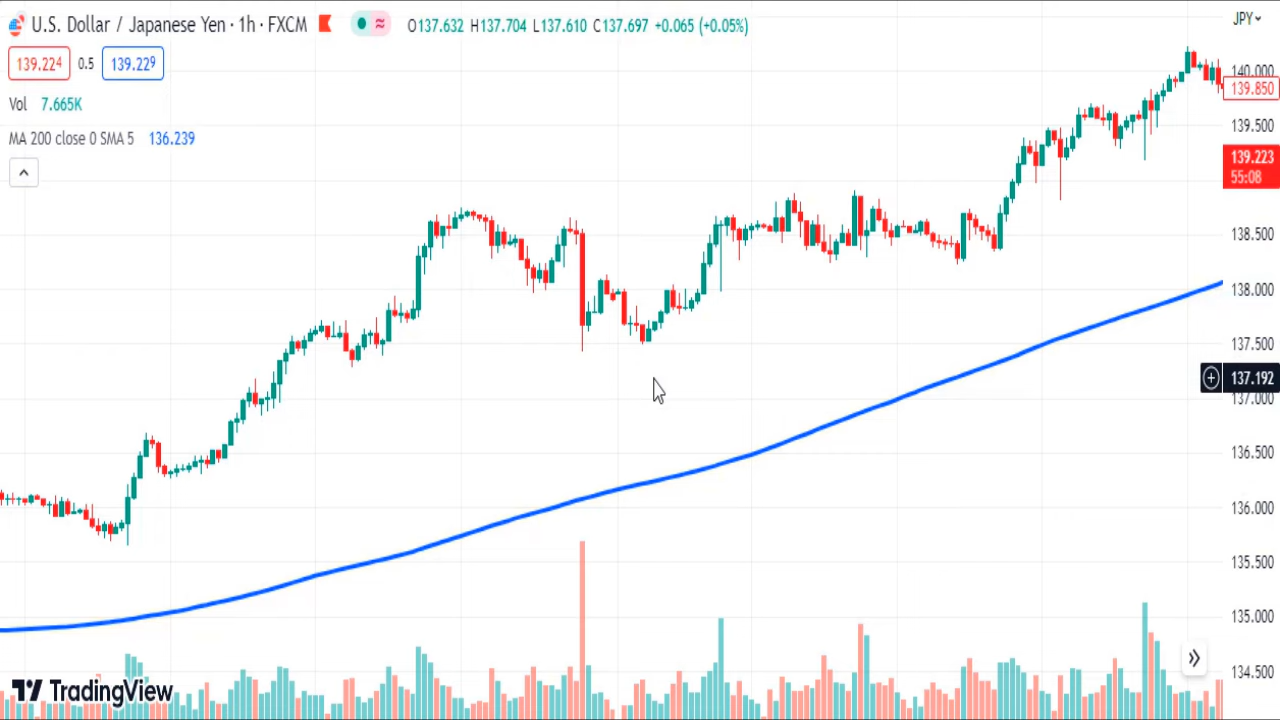 U.S. Dollar / Japanese Yen · 1h · FXCM O137.632 H137.704 L137.610 C137.697 +0.065 (+0.05%)
JPY
139.224 0.5 139.229
Vol 7.665K
MA 200 close 0 SMA 5 136.239
140.000
139.850
139.500
139.223
55:08
138.500
138.000
137.500
137.192
137.000
136.500
136.000
135.500
135.000
134.500
TradingView